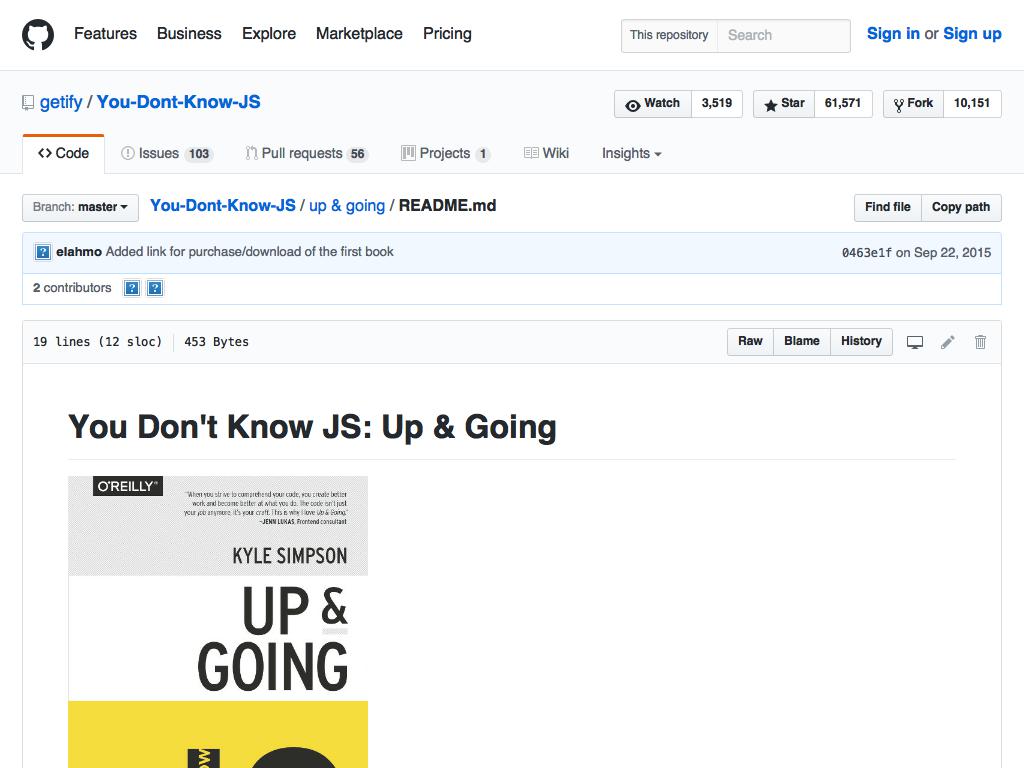 Features Business Explore Marketplace Pricing This repository Search Sign in or Sign up
getify / You-Dont-Know-JS Watch 3,519 Star 61,571 Fork 10,151
Code Issues 103 Pull requests 56 Projects 1 Wiki Insights
Branch: master You-Dont-Know-JS / up & going / README.md Find file Copy path
elahmo Added link for purchase/download of the first book 0463e1f on Sep 22, 2015
2 contributors
19 lines (12 sloc) 453 Bytes Raw Blame History
You Don't Know JS: Up & Going
O'REILLY®
"When you strive to comprehend your code, you create better
work and become better at what you do. The code isn't just
your job anymore, it's your craft. This is why I love Up & Going."
–JENN LUKAS, Frontend consultant
KYLE SIMPSON
UP &
GOING